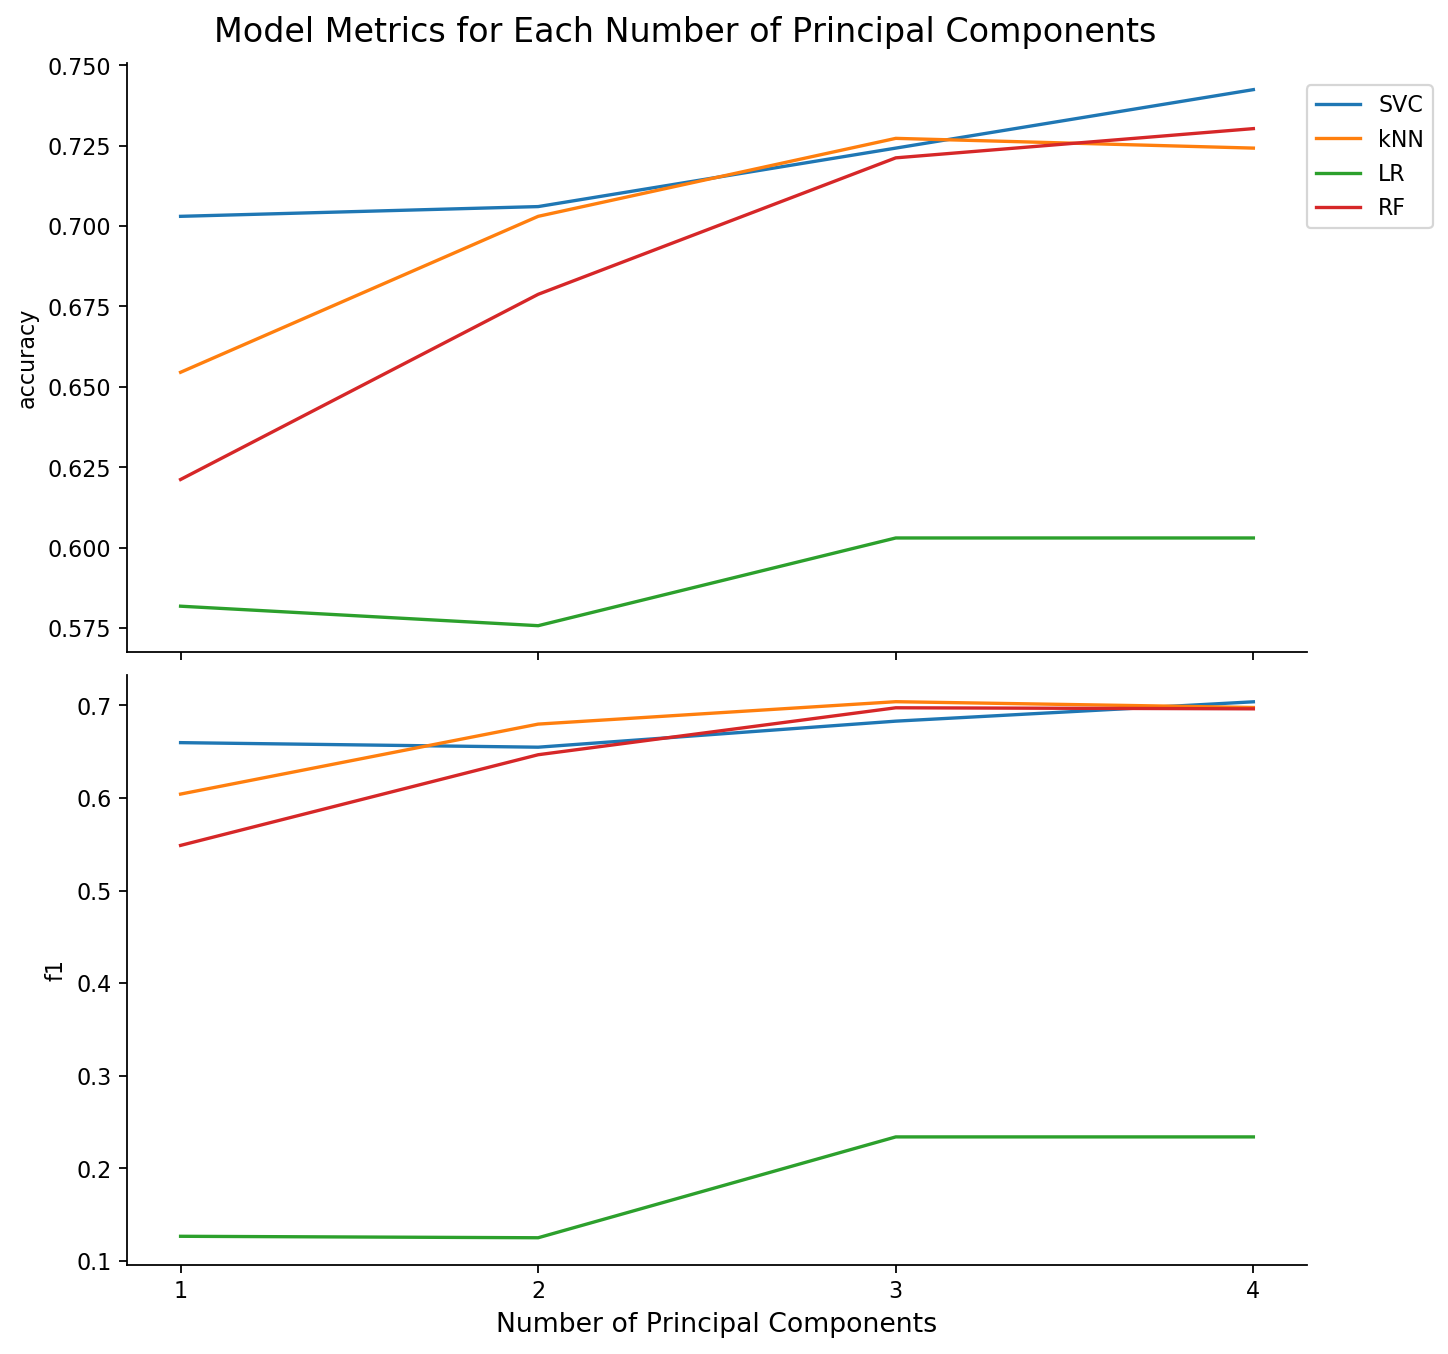 Model Metrics for Each Number of Principal Components
0.750
0.725
0.700
0.675
0.650
0.625
0.600
0.575
accuracy
SVC
kNN
LR
RF
0.7
0.6
0.5
0.4
0.3
0.2
0.1
f1
1 2 3 4
Number of Principal Components